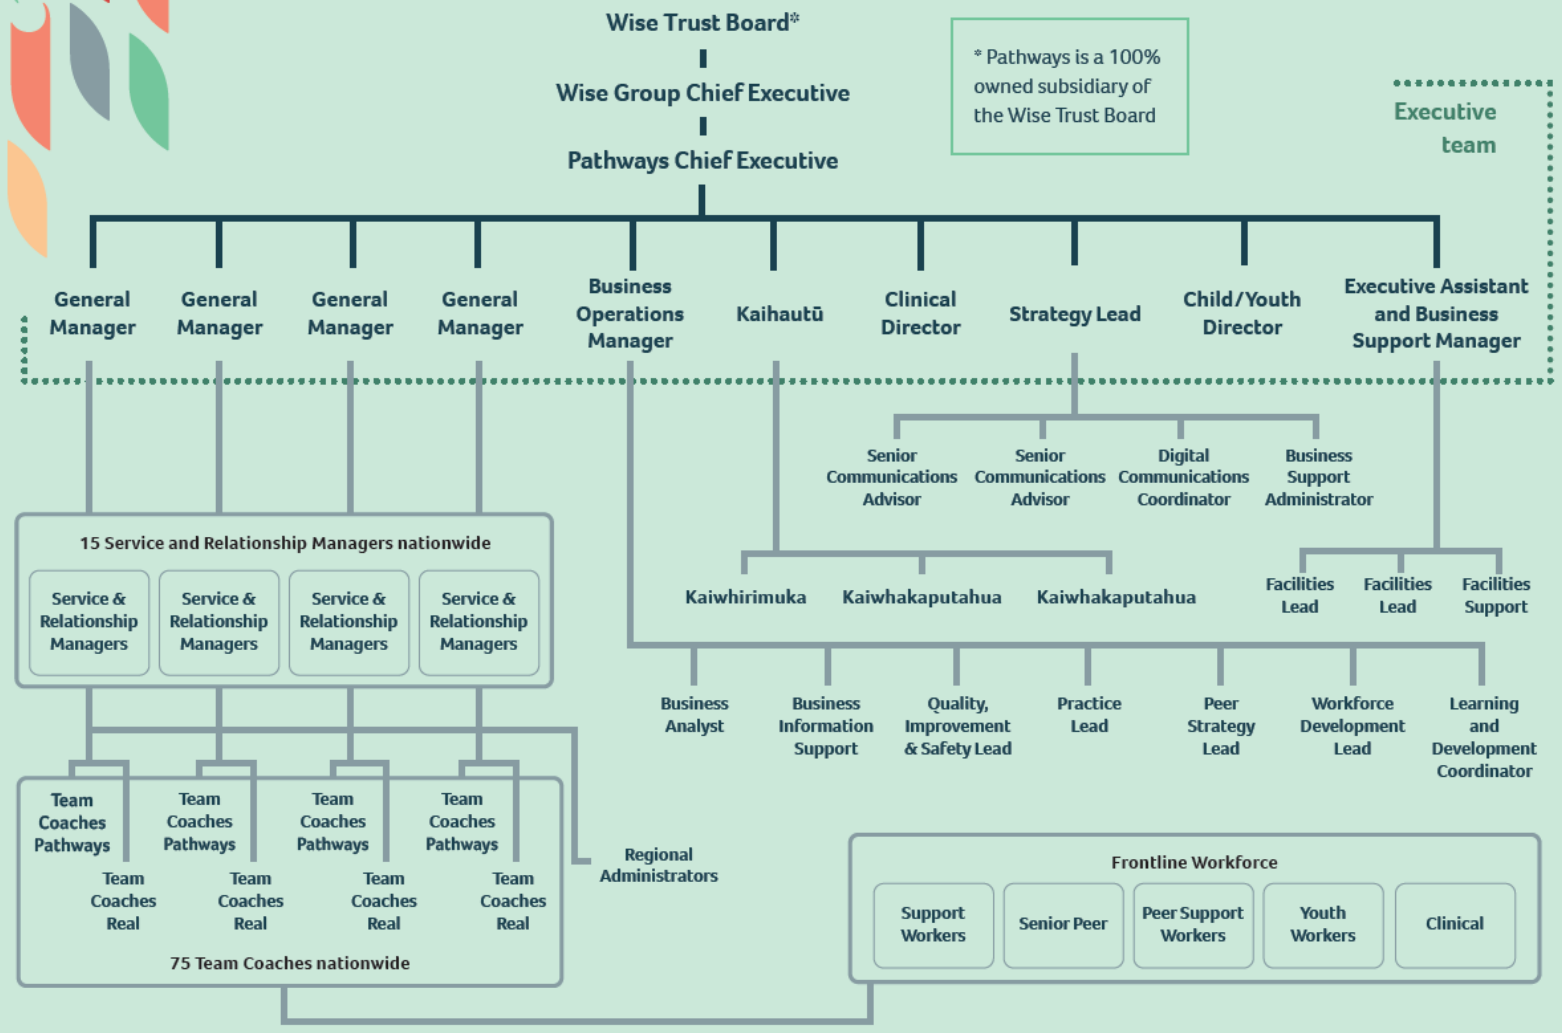 Wise Trust Board*
Wise Group Chief Executive
Pathways Chief Executive
* Pathways is a 100%
owned subsidiary of
the Wise Trust Board
Executive
team
General
Manager
General
Manager
General
Manager
General
Manager
Business
Operations
Manager
Kaihautū
Clinical
Director
Strategy Lead
Child/Youth
Director
Executive Assistant
and Business
Support Manager
Senior
Communications
Advisor
Senior
Communications
Advisor
Digital
Communications
Coordinator
Business
Support
Administrator
15 Service and Relationship Managers nationwide
Service &
Relationship
Managers
Service &
Relationship
Managers
Service &
Relationship
Managers
Service &
Relationship
Managers
Kaiwhirimuka
Kaiwhakaputahua
Kaiwhakaputahua
Facilities
Lead
Facilities
Lead
Facilities
Support
Business
Analyst
Business
Information
Support
Quality,
Improvement
& Safety Lead
Practice
Lead
Peer
Strategy
Lead
Workforce
Development
Lead
Learning
and
Development
Coordinator
Team
Coaches
Pathways
Team
Coaches
Pathways
Team
Coaches
Pathways
Team
Coaches
Pathways
Team
Coaches
Real
Team
Coaches
Real
Team
Coaches
Real
Team
Coaches
Real
75 Team Coaches nationwide
Regional
Administrators
Frontline Workforce
Support
Workers
Senior Peer
Peer Support
Workers
Youth
Workers
Clinical